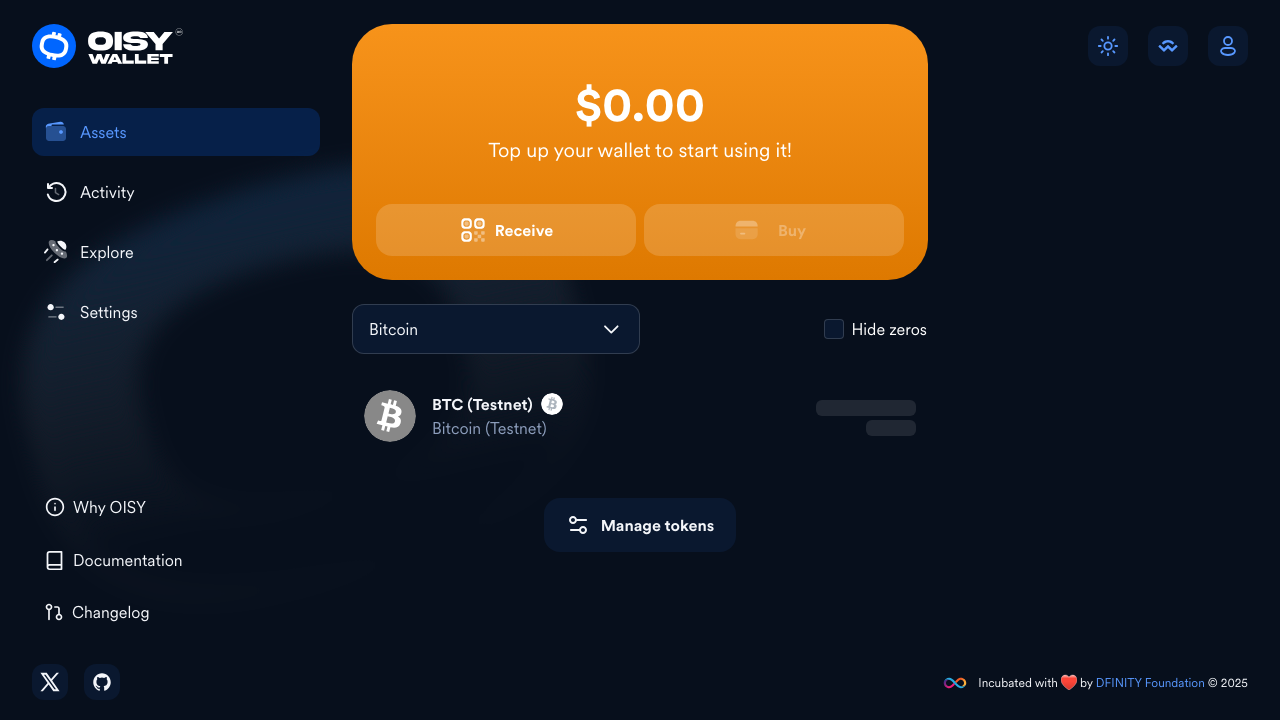 OISY
WALLET
Assets
Activity
Explore
Settings
Why OISY
Documentation
Changelog
$0.00
Top up your wallet to start using it!
Receive
Buy
Bitcoin
Hide zeros
BTC (Testnet)
Bitcoin (Testnet)
Manage tokens
Incubated with ❤️ by DFINITY Foundation © 2025